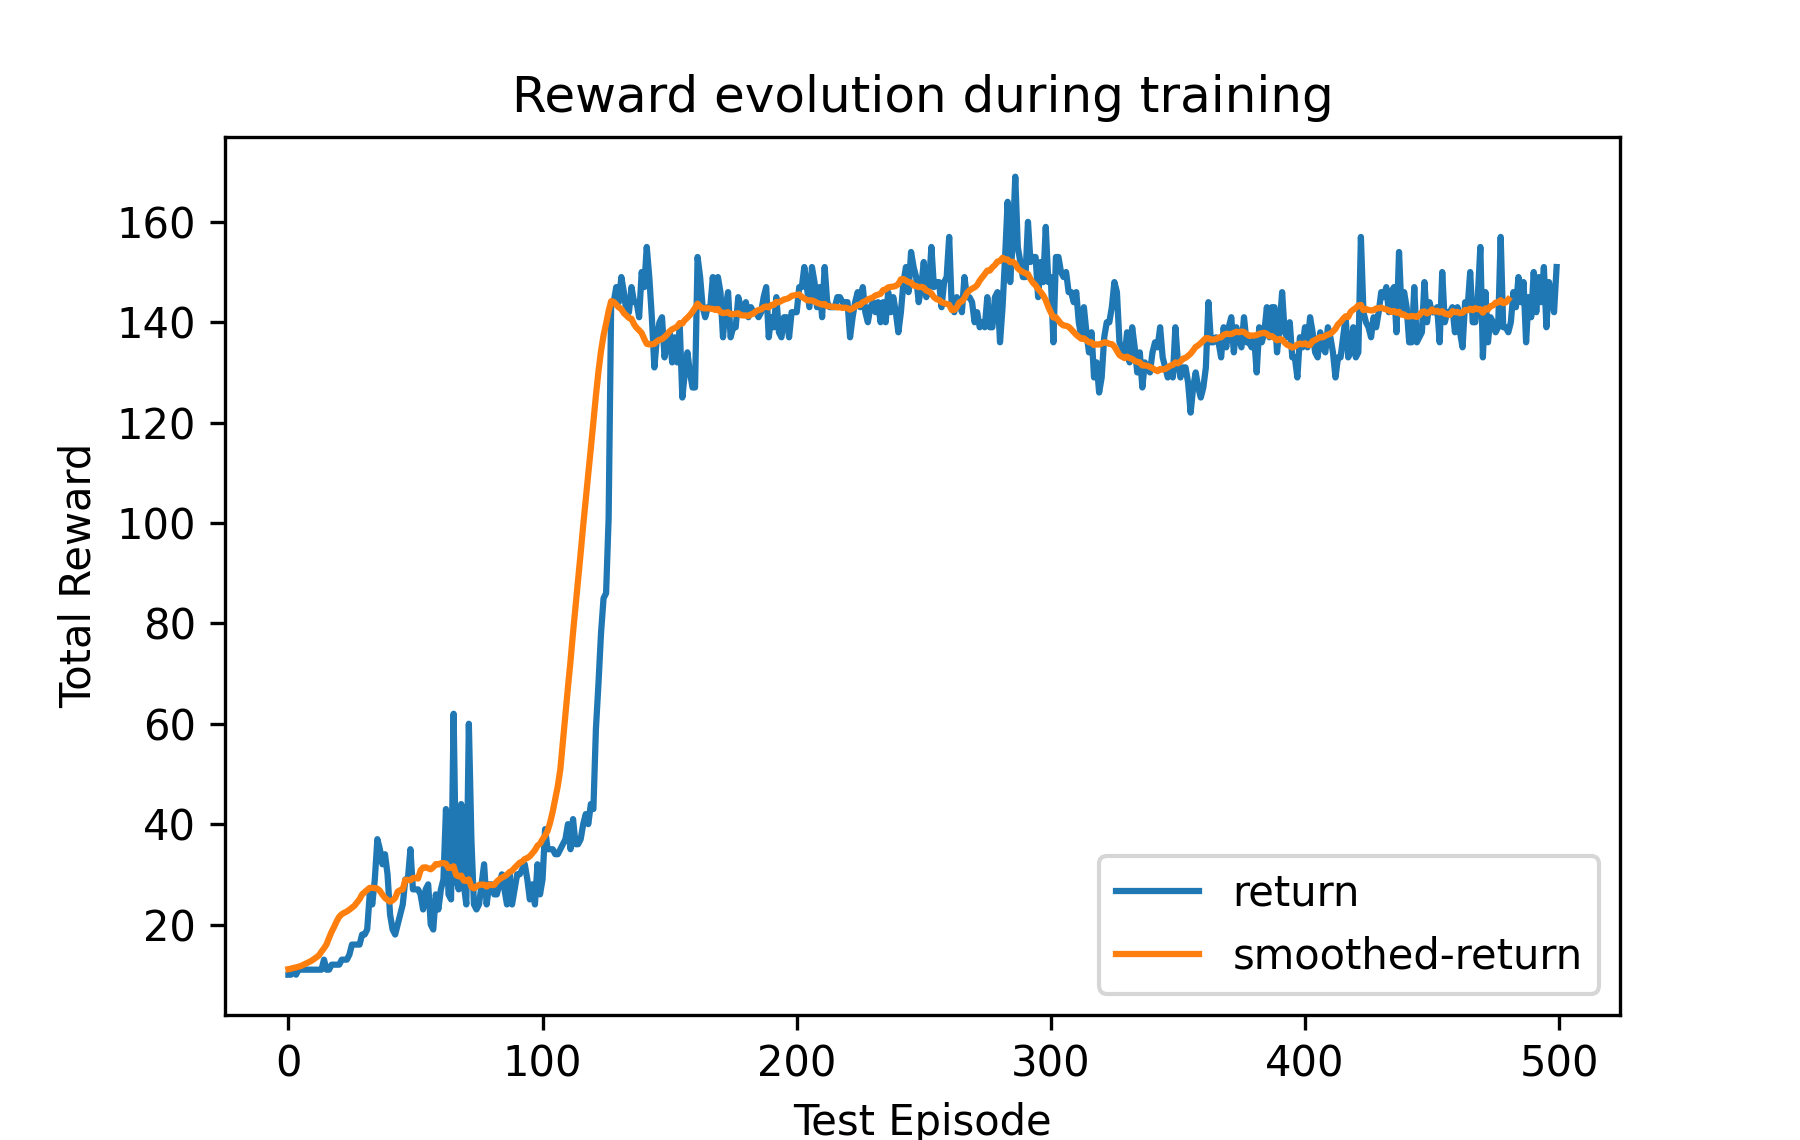 Reward evolution during training
Total Reward
160
140
120
100
80
60
40
20
0 100 200 300 400 500
Test Episode
return
smoothed-return